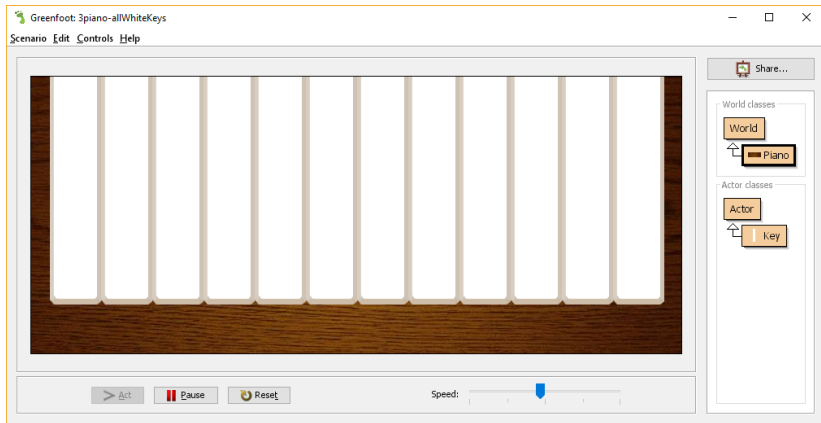 Greenfoot: 3piano-allWhiteKeys
Scenario Edit Controls Help
Share...
World classes
World
Piano
Actor classes
Actor
Key
> Act
Pause
Reset
Speed: